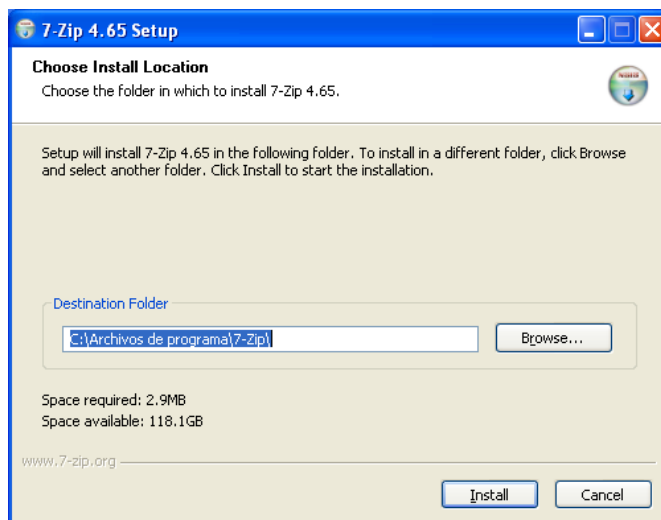 7-Zip 4.65 Setup
Choose Install Location
Choose the folder in which to install 7-Zip 4.65.
Setup will install 7-Zip 4.65 in the following folder. To install in a different folder, click Browse
and select another folder. Click Install to start the installation.
Destination Folder
C:\Archivos de programa\7-Zip\
Browse...
Space required: 2.9MB
Space available: 118.1GB
www.7-zip.org
Install
Cancel